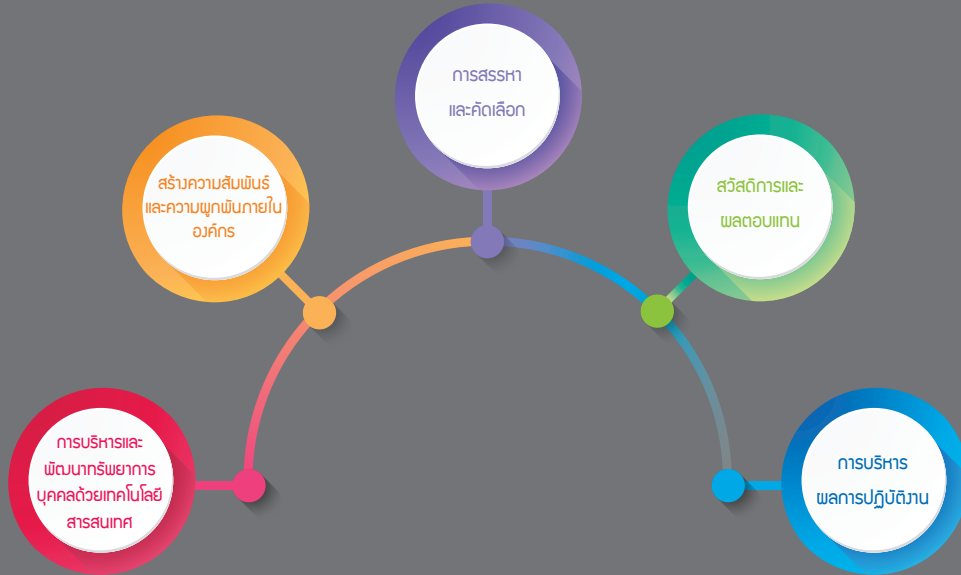 การสรรหา
และคัดเลือก
สร้างความสัมพันธ์
และความผูกพันภายใน
องค์กร
สวัสดิการและ
ผลตอบแทน
การบริหารและ
พัฒนาทรัพยาการ
บุคคลด้วยเทคโนโลยี
สารสนเทศ
การบริหาร
ผลการปฏิบัติงาน